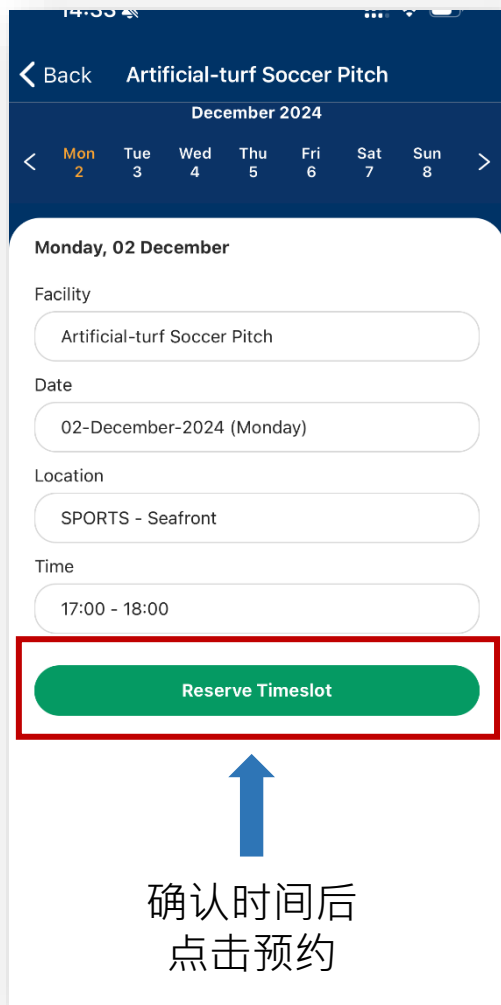 14:33
Back Artificial-turf Soccer Pitch
December 2024
Mon Tue Wed Thu Fri Sat Sun
2 3 4 5 6 7 8
Monday, 02 December
Facility
Artificial-turf Soccer Pitch
Date
02-December-2024 (Monday)
Location
SPORTS - Seafront
Time
17:00 - 18:00
Reserve Timeslot
确认时间后
点击预约